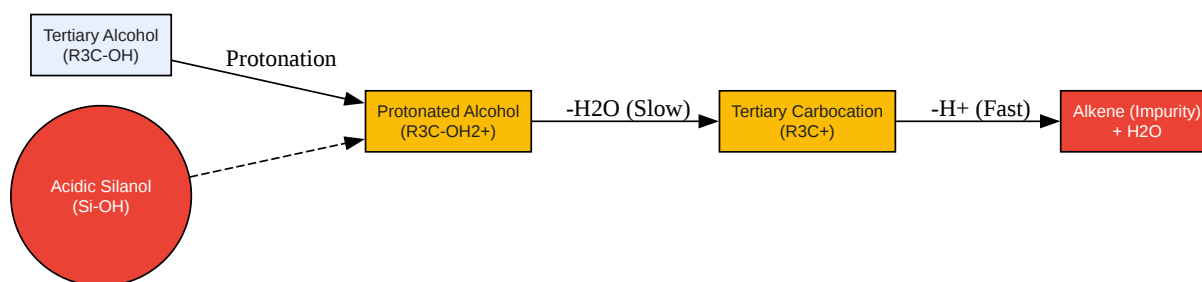 Tertiary Alcohol
(R3C-OH)
Protonation
Acidic Silanol
(Si-OH)
Protonated Alcohol
(R3C-OH2+)
-H2O (Slow)
Tertiary Carbocation
(R3C+)
-H+ (Fast)
Alkene (Impurity)
+ H2O